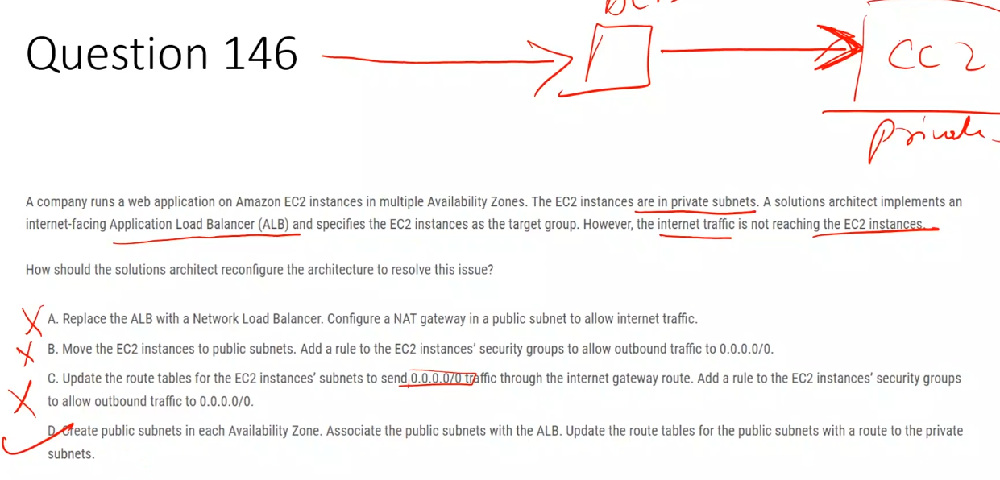 Question 146
CC2
private
A company runs a web application on Amazon EC2 instances in multiple Availability Zones. The EC2 instances are in private subnets. A solutions architect implements an
internet-facing Application Load Balancer (ALB) and specifies the EC2 instances as the target group. However, the internet traffic is not reaching the EC2 instances.
How should the solutions architect reconfigure the architecture to resolve this issue?
A. Replace the ALB with a Network Load Balancer. Configure a NAT gateway in a public subnet to allow internet traffic.
B. Move the EC2 instances to public subnets. Add a rule to the EC2 instances’ security groups to allow outbound traffic to 0.0.0.0/0.
C. Update the route tables for the EC2 instances’ subnets to send 0.0.0.0/0 traffic through the internet gateway route. Add a rule to the EC2 instances’ security groups
to allow outbound traffic to 0.0.0.0/0.
D. Create public subnets in each Availability Zone. Associate the public subnets with the ALB. Update the route tables for the public subnets with a route to the private
subnets.